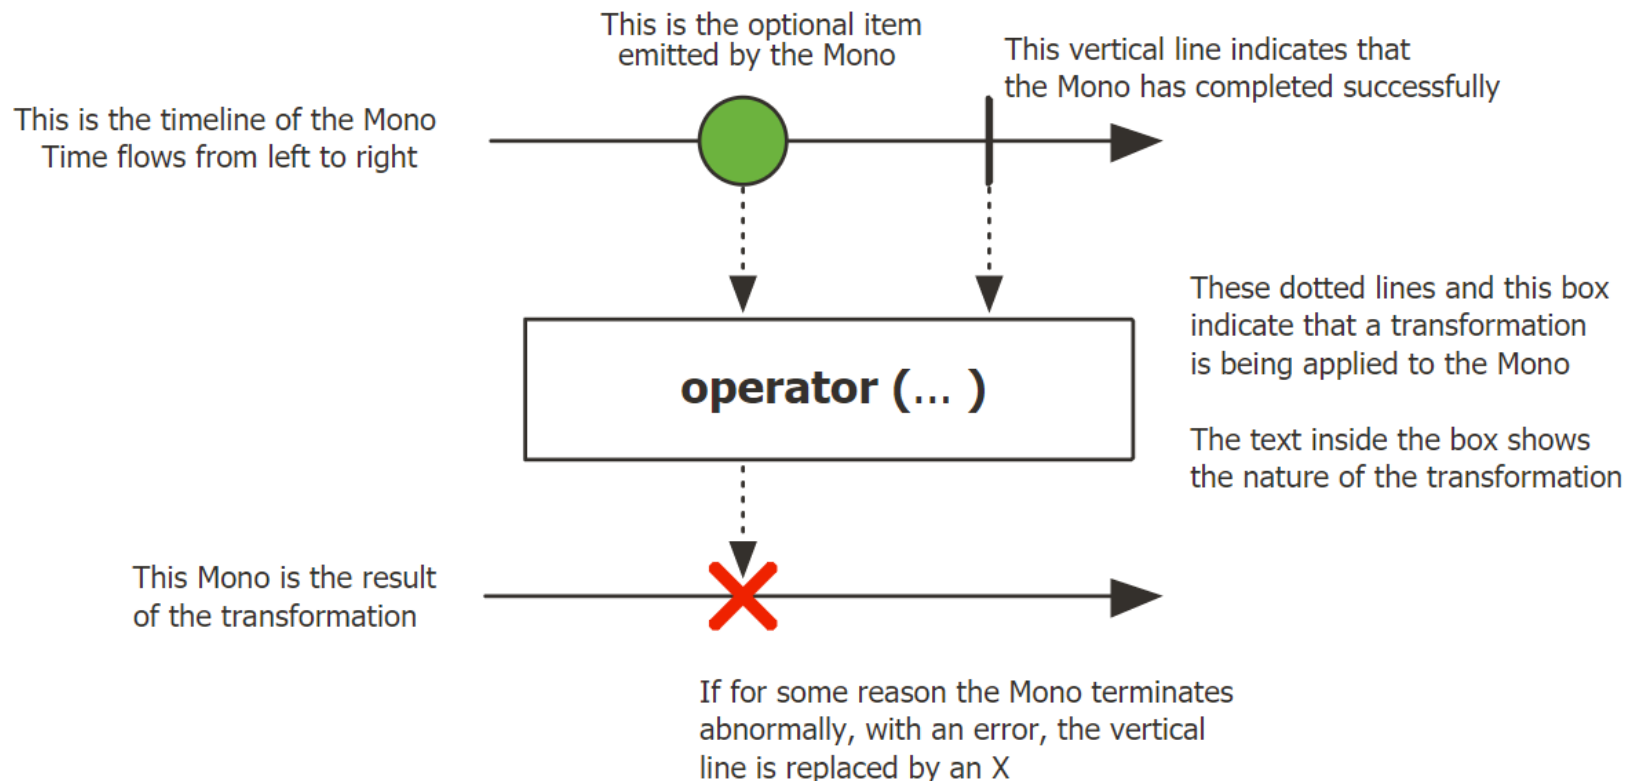 This is the optional item
emitted by the Mono
This vertical line indicates that
the Mono has completed successfully
This is the timeline of the Mono
Time flows from left to right
These dotted lines and this box
indicate that a transformation
is being applied to the Mono
operator (... )
The text inside the box shows
the nature of the transformation
This Mono is the result
of the transformation
If for some reason the Mono terminates
abnormally, with an error, the vertical
line is replaced by an X